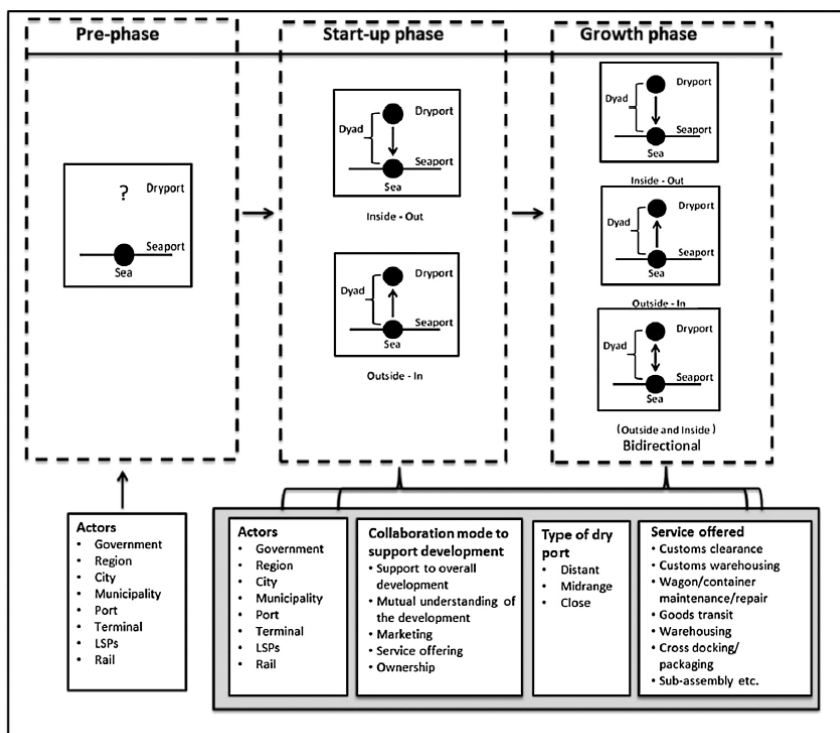 Pre-phase
Start-up phase
Growth phase
?
Dryport
Seaport
Sea
Dyad
Dryport
Seaport
Sea
Inside - Out
Dyad
Dryport
Seaport
Sea
Outside - In
Dyad
Dryport
Seaport
Sea
Inside - Out
Dyad
Dryport
Seaport
Sea
Outside - In
Dyad
Dryport
Seaport
Sea
(Outside and Inside)
Bidirectional
Actors
• Government
• Region
• City
• Municipality
• Port
• Terminal
• LSPs
• Rail
Actors
• Government
• Region
• City
• Municipality
• Port
• Terminal
• LSPs
• Rail
Collaboration mode to
support development
• Support to overall
development
• Mutual understanding of
the development
• Marketing
• Service offering
• Ownership
Type of dry
port
• Distant
• Midrange
• Close
Service offered
• Customs clearance
• Customs warehousing
• Wagon/container
maintenance/repair
• Goods transit
• Warehousing
• Cross docking/
packaging
• Sub-assembly etc.